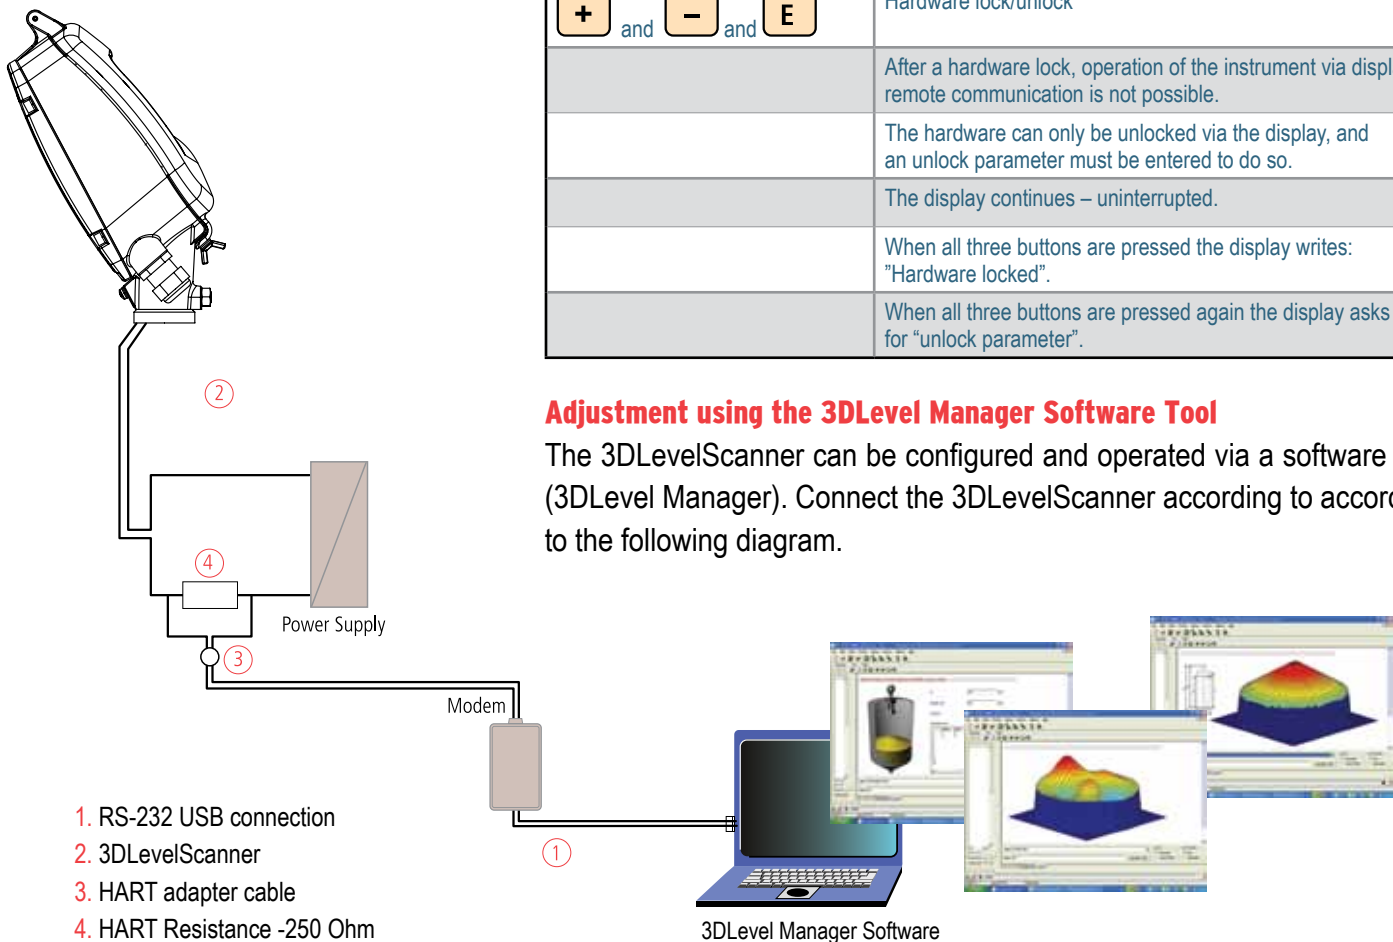 + and – and E
Hardware lock/unlock
After a hardware lock, operation of the instrument via
remote communication is not possible.
The hardware can only be unlocked via the display, and
an unlock parameter must be entered to do so.
The display continues – uninterrupted.
When all three buttons are pressed the display writes:
”Hardware locked”.
When all three buttons are pressed again the display asks
for “unlock parameter”.
Adjustment using the 3DLevel Manager Software Tool
The 3DLevelScanner can be configured and operated via a software
(3DLevel Manager). Connect the 3DLevelScanner according to
to the following diagram.
2
4
Power Supply
3
Modem
1
1. RS-232 USB connection
2. 3DLevelScanner
3. HART adapter cable
4. HART Resistance -250 Ohm
3DLevel Manager Software